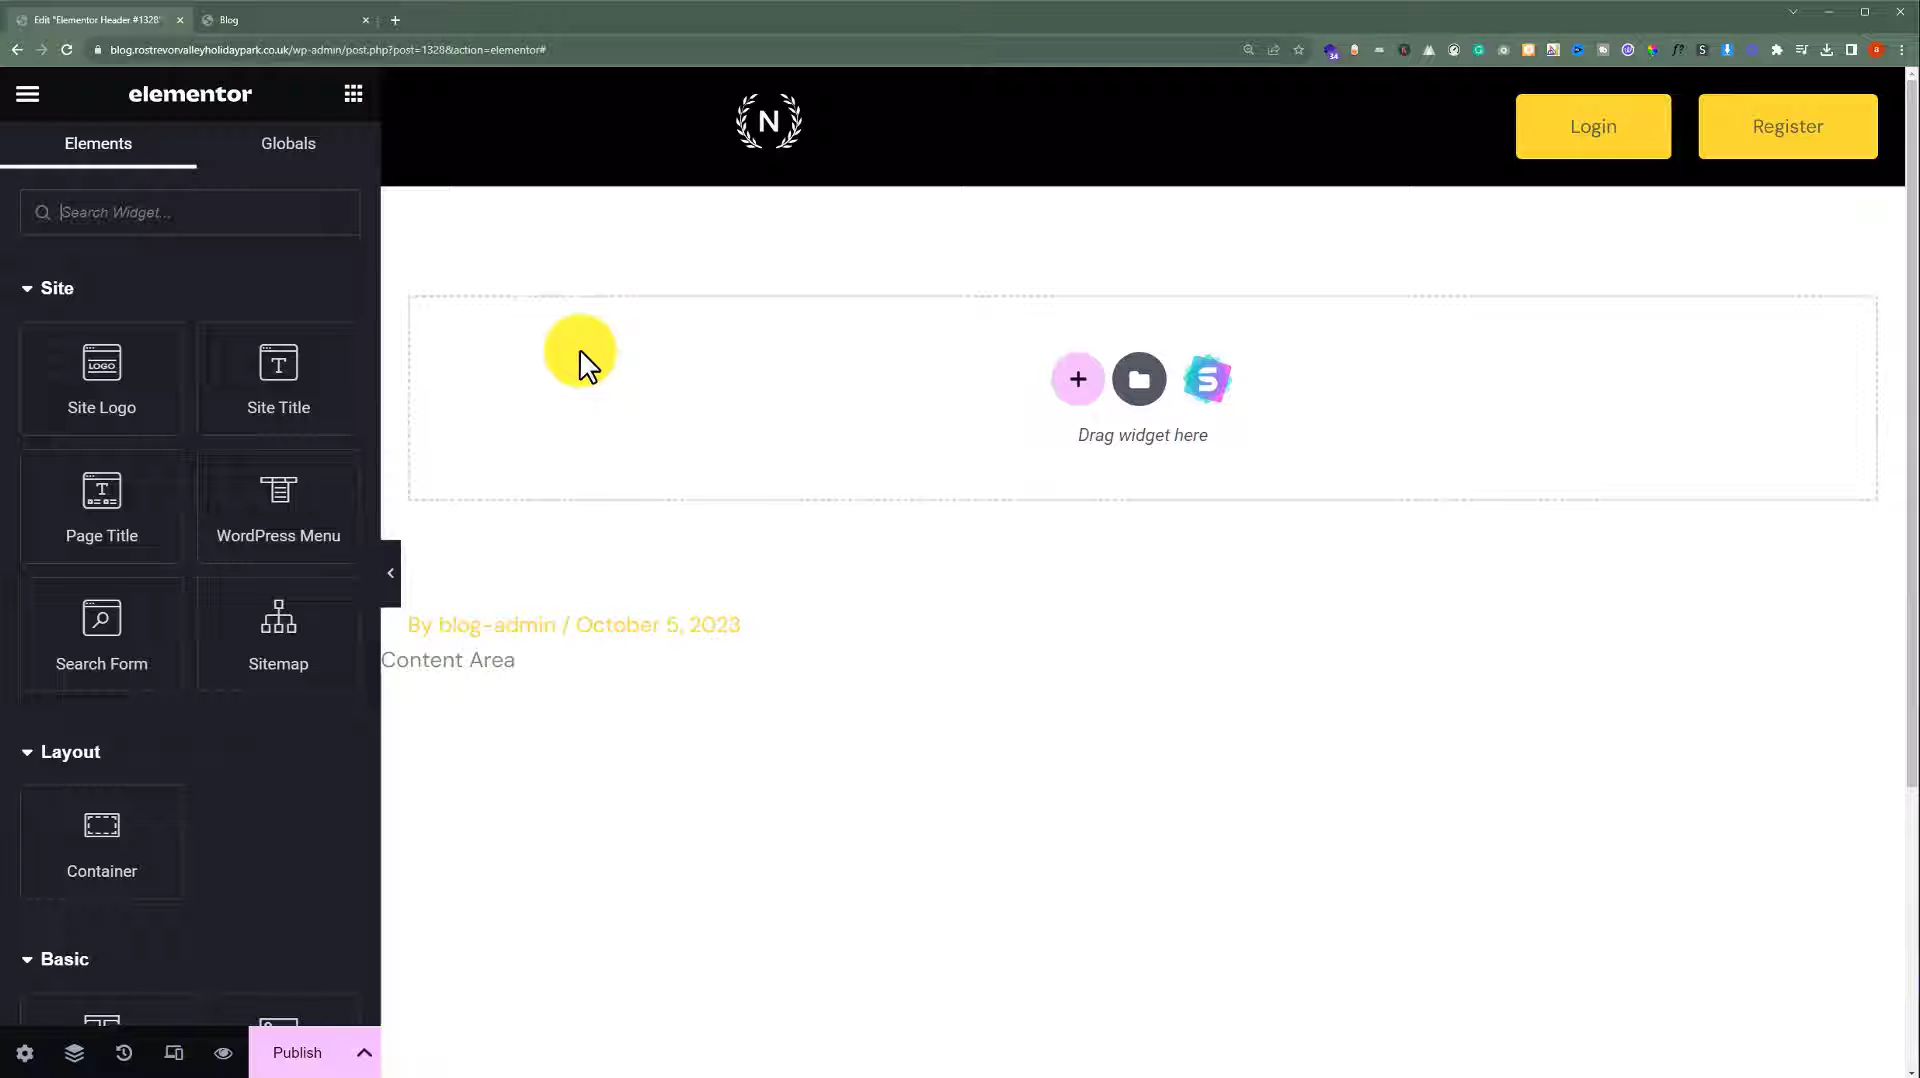 Edit "Elementor Header #1328"
Blog
blog.rostrevorvalleyholidaypark.co.uk/wp-admin/post.php?post=1328&action=elementor#
34
f?
S
a
elementor
Elements
Globals
Search Widget...
N
Login
Register
Site
LOGO
Site Logo
T
Site Title
T
Page Title
WordPress Menu
Search Form
Sitemap
S
Drag widget here
By blog-admin / October 5, 2023
Content Area
Layout
Container
Basic
Publish